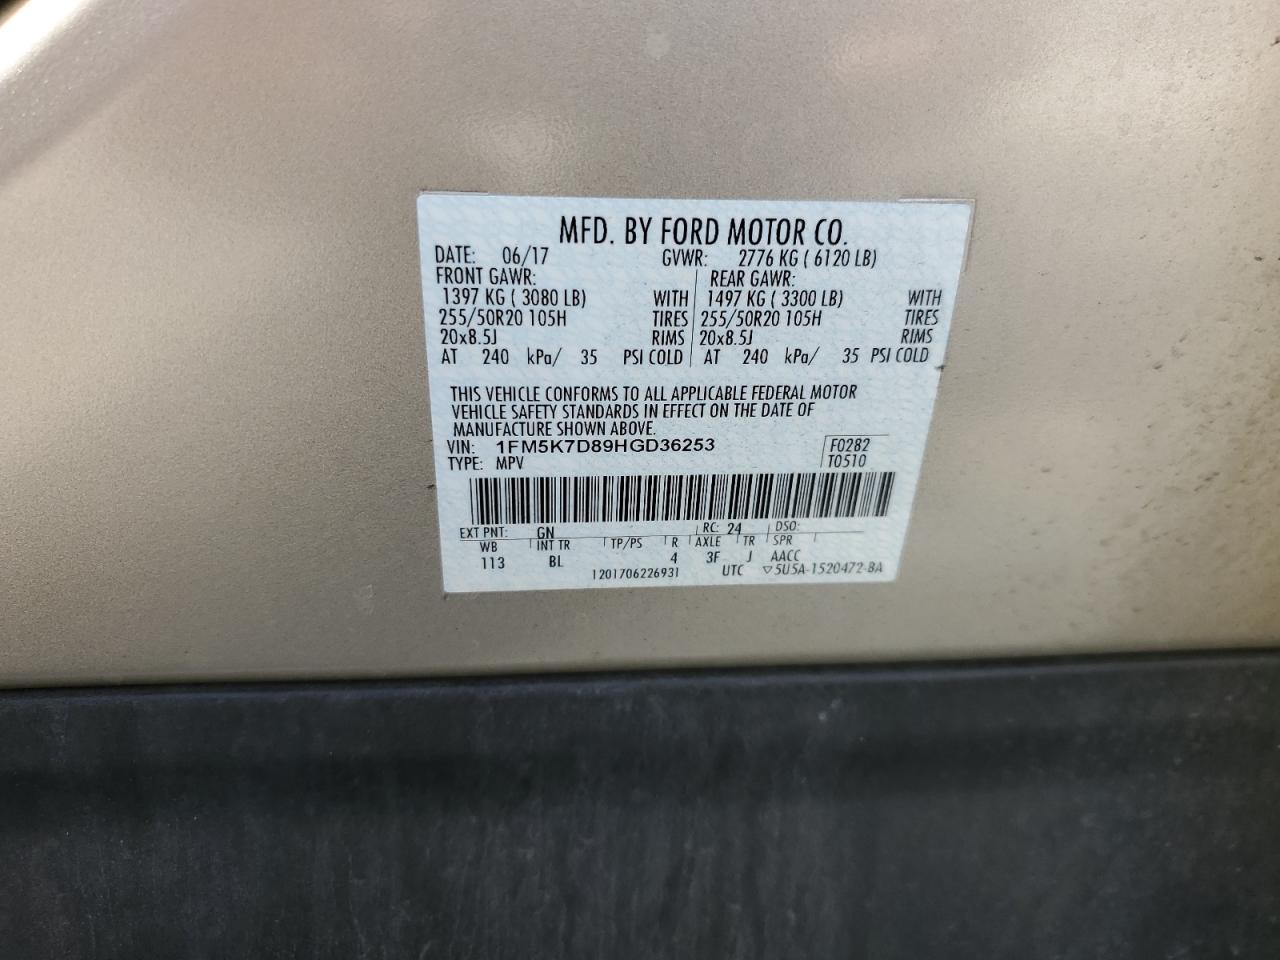 MFD. BY FORD MOTOR CO.
DATE: 06/17 GVWR: 2776 KG ( 6120 LB)
FRONT GAWR: REAR GAWR:
1397 KG ( 3080 LB) WITH 1497 KG ( 3300 LB) WITH
255/50R20 105H TIRES 255/50R20 105H TIRES
20x8.5J RIMS 20x8.5J RIMS
AT 240 kPa/ 35 PSI COLD AT 240 kPa/ 35 PSI COLD
THIS VEHICLE CONFORMS TO ALL APPLICABLE FEDERAL MOTOR
VEHICLE SAFETY STANDARDS IN EFFECT ON THE DATE OF
MANUFACTURE SHOWN ABOVE.
VIN: 1FM5K7D89HGD36253 F0282
TYPE: MPV T0510
EXT PNT: GN RC: 24 DSO:
WB INT TR TP/PS R AXLE TR SPR
113 BL 4 3F J AACC
1201706226931 UTC ▽5U5A-1520472-BA